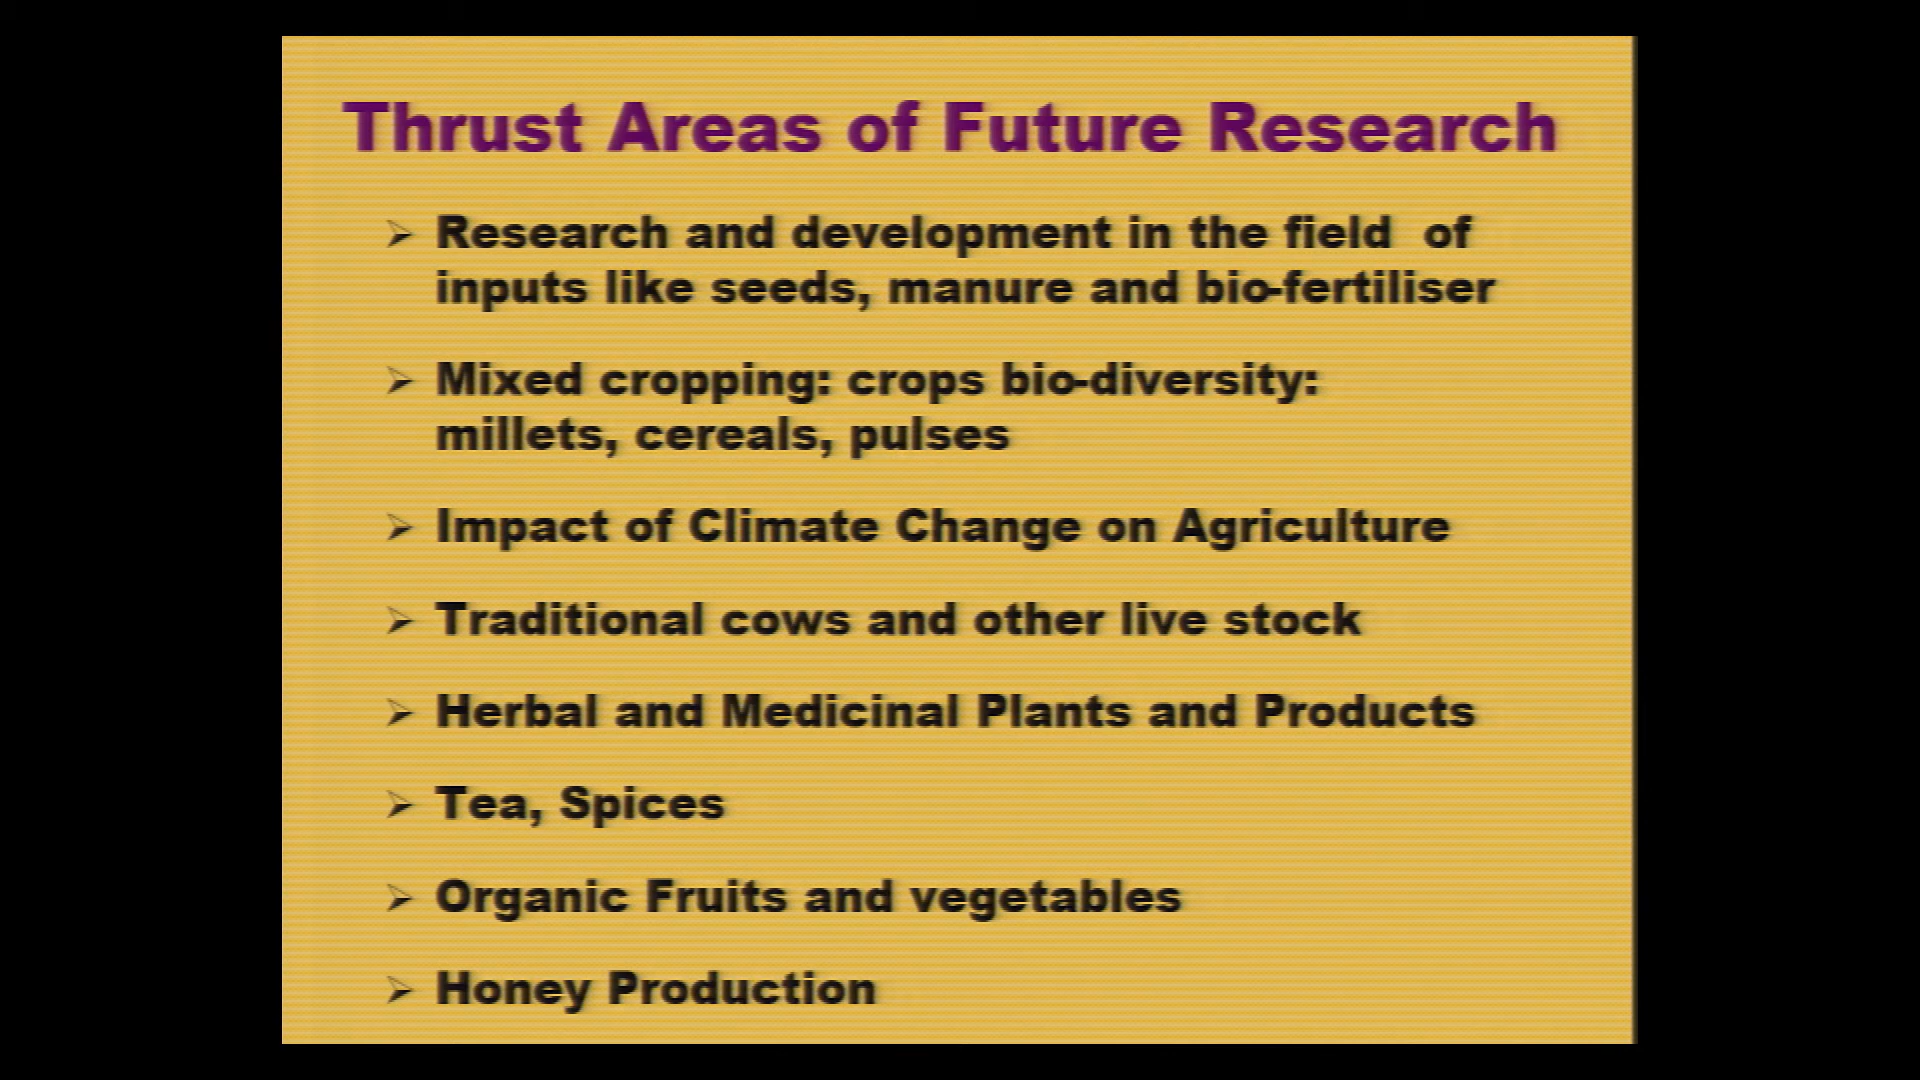 Thrust Areas of Future Research
➢ Research and development in the field of
inputs like seeds, manure and bio-fertiliser
➢ Mixed cropping: crops bio-diversity:
millets, cereals, pulses
➢ Impact of Climate Change on Agriculture
➢ Traditional cows and other live stock
➢ Herbal and Medicinal Plants and Products
➢ Tea, Spices
➢ Organic Fruits and vegetables
➢ Honey Production